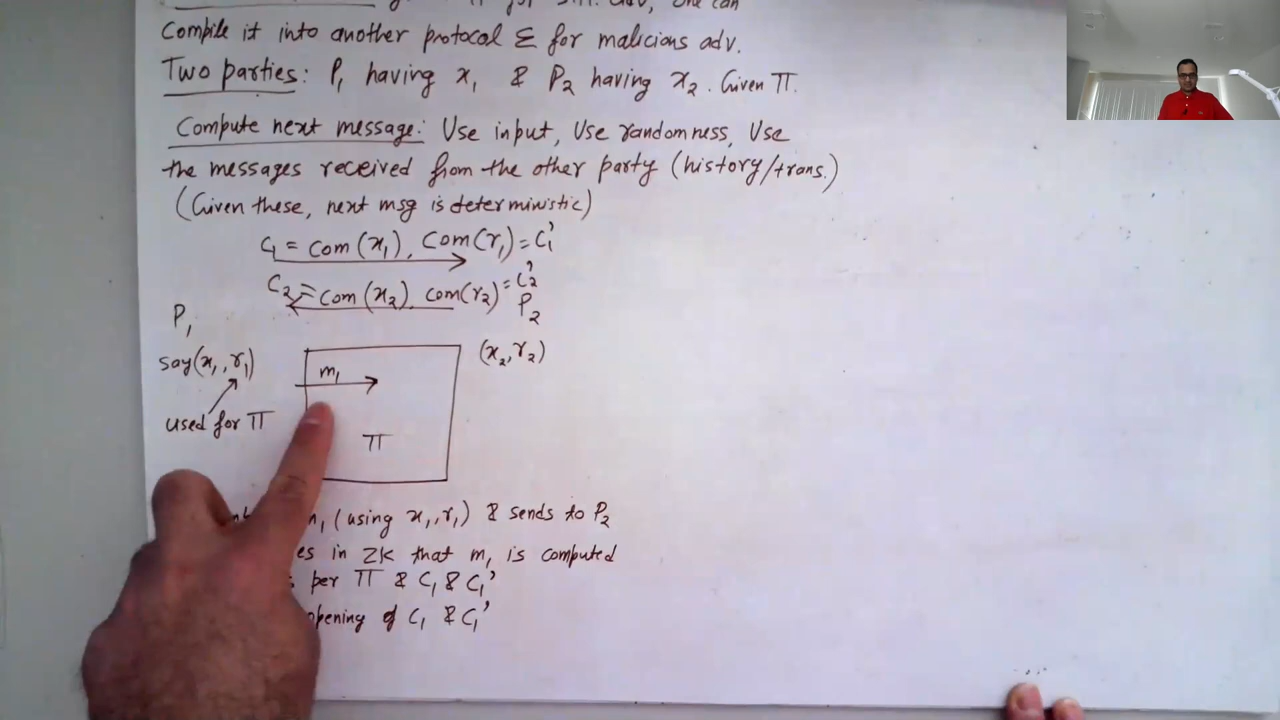 for
adv, one can
Compile it into another protocol Σ for malicious adv.
Two parties: P₁ having x₁ & P₂ having x₂. Given Π.
Compute next message: Use input, Use randomness, Use
the messages received from the other party (history/trans.)
(Given these, next msg is deterministic)
C₁ = Com(x₁), Com(r₁) = C₁'
C₂ = Com(x₂) Com(r₂) = C₂'
P₁
P₂
say(x₁, r₁)
m₁
(x₂, r₂)
used for Π
Π
m₁ (using x₁, r₁) & sends to P₂
in ZK that m₁ is computed
per Π & C₁ & C₁'
opening of C₁ & C₁'